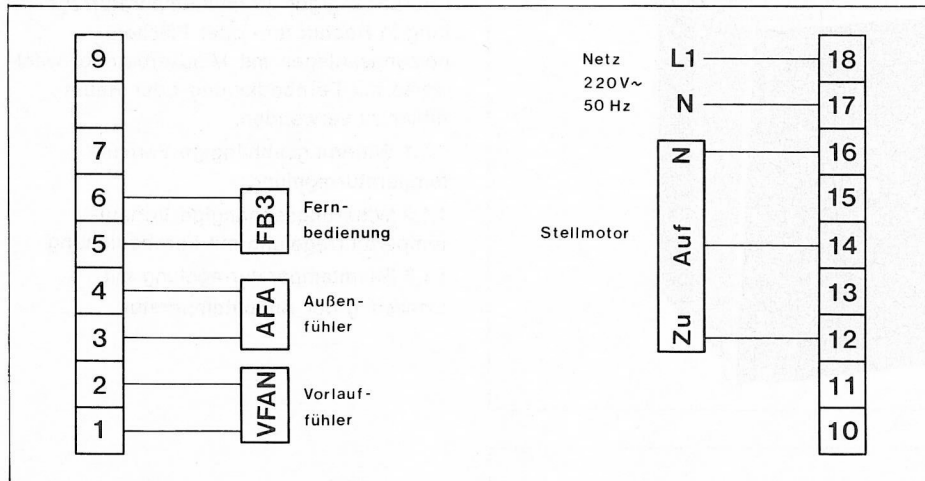 9
7
6
5
4
3
2
1
FB3
Fern-
bedienung
AFA
Außen-
fühler
VFAN
Vorlauf-
fühler
Netz
220V~
50 Hz
L1
N
Stellmotor
N
Auf
Zu
18
17
16
15
14
13
12
11
10